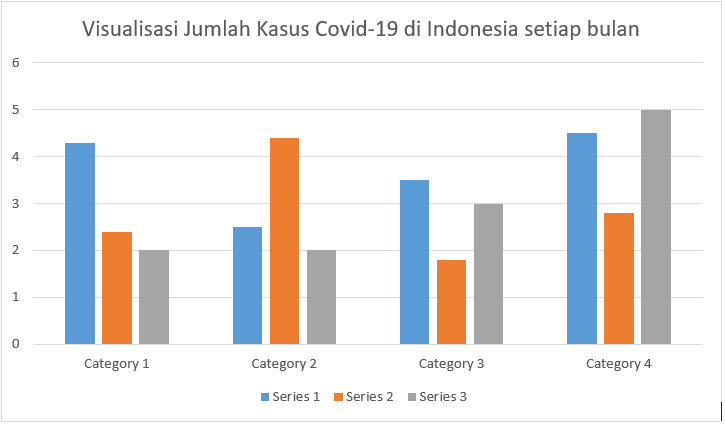 Visualisasi Jumlah Kasus Covid-19 di Indonesia setiap bulan
6
5
4
3
2
1
0
Category 1 Category 2 Category 3 Category 4
Series 1 Series 2 Series 3